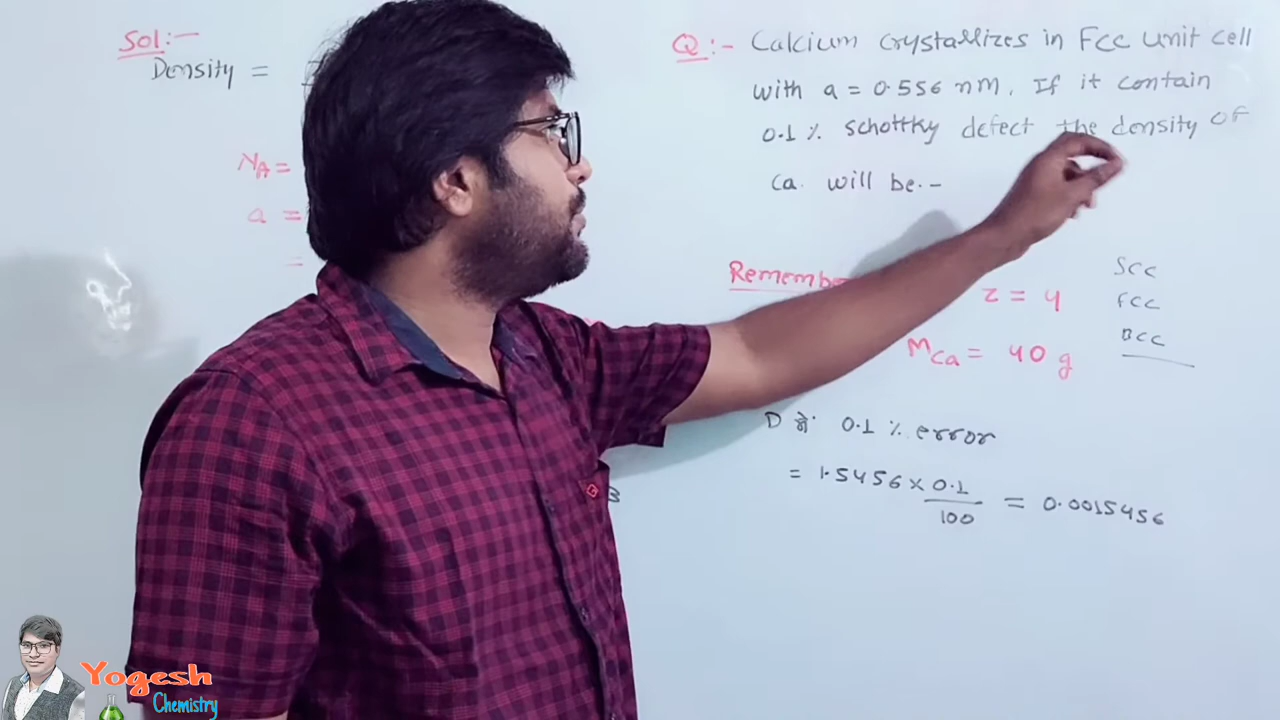 Sol:-
Density =
NA =
a =
=
Q:- Calcium crystallizes in FCC Unit cell
with a = 0.556 nm. If it contain
0.1 % schottky defect the density of
Ca. will be.-
Remembe
z = 4
SCC
FCC
BCC
MCa = 40 g
D में 0.1 % error
= 1.5456 × 0.1 / 100 = 0.0015456
Yogesh
Chemistry